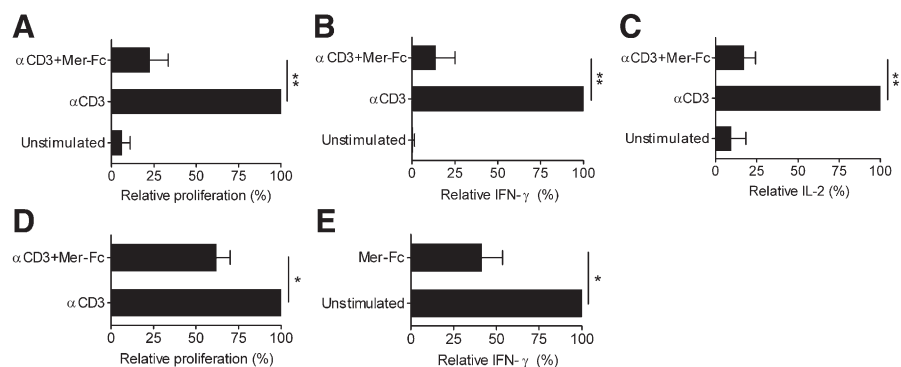 A
αCD3+Mer-Fc
αCD3
Unstimulated
**
0 25 50 75 100
Relative proliferation (%)
B
αCD3+Mer-Fc
αCD3
Unstimulated
**
0 25 50 75 100
Relative IFN-γ (%)
C
αCD3+Mer-Fc
αCD3
Unstimulated
**
0 25 50 75 100
Relative IL-2 (%)
D
αCD3+Mer-Fc
αCD3
*
0 25 50 75 100
Relative proliferation (%)
E
Mer-Fc
Unstimulated
*
0 25 50 75 100
Relative IFN-γ (%)